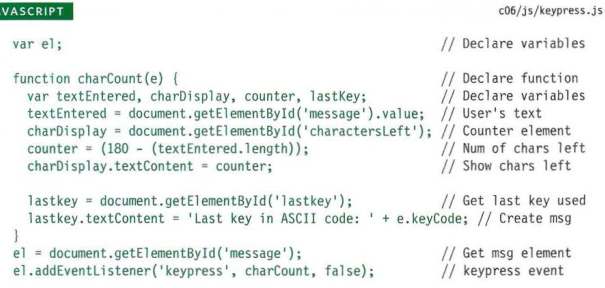 VASCRIPT c06/js/keypress.js
var el; // Declare variables
function charCount(e) { // Declare function
var textEntered, charDisplay, counter, lastKey; // Declare variables
textEntered = document.getElementById('message').value; // User's text
charDisplay = document.getElementById('charactersLeft'); // Counter element
counter = (180 - (textEntered.length)); // Num of chars left
charDisplay.textContent = counter; // Show chars left
lastkey = document.getElementById('lastkey'); // Get last key used
lastkey.textContent = 'Last key in ASCII code: ' + e.keyCode; // Create msg
}
el = document.getElementById('message'); // Get msg element
el.addEventListener('keypress', charCount, false); // keypress event